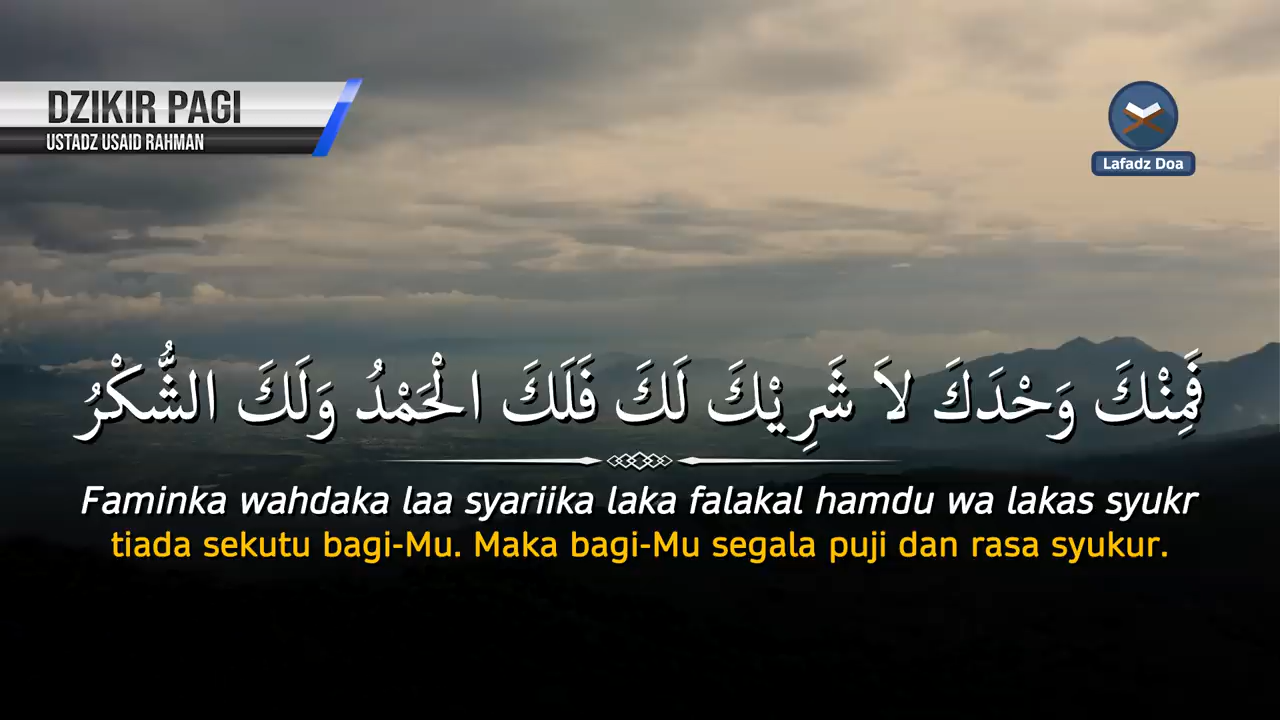 DZIKIR PAGI
USTADZ USAID RAHMAN
Lafadz Doa
فَمِنْكَ وَحْدَكَ لاَ شَرِيْكَ لَكَ فَلَكَ الْحَمْدُ وَلَكَ الشُّكْرُ
Faminka wahdaka laa syariika laka falakal hamdu wa lakas syukr
tiada sekutu bagi-Mu. Maka bagi-Mu segala puji dan rasa syukur.